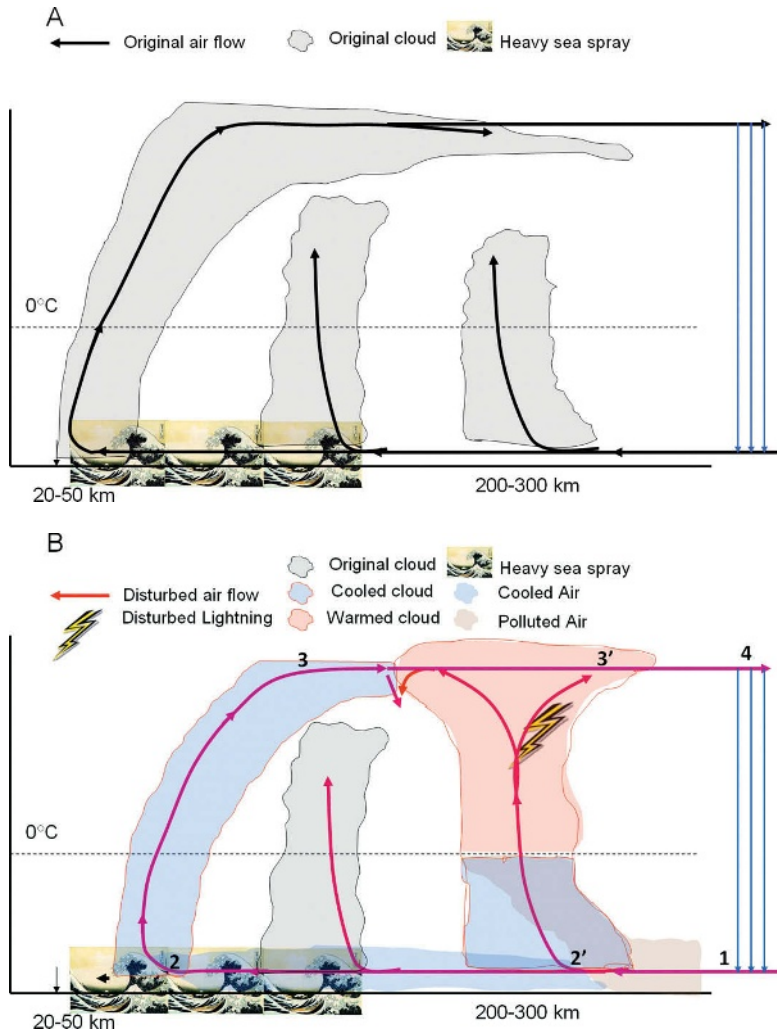 A
Original air flow Original cloud Heavy sea spray
0°C
20-50 km 200-300 km
B
Original cloud Heavy sea spray
Disturbed air flow Cooled cloud Cooled Air
Disturbed Lightning Warmed cloud Polluted Air
3 3’ 4
0°C
2 2’ 1
20-50 km 200-300 km